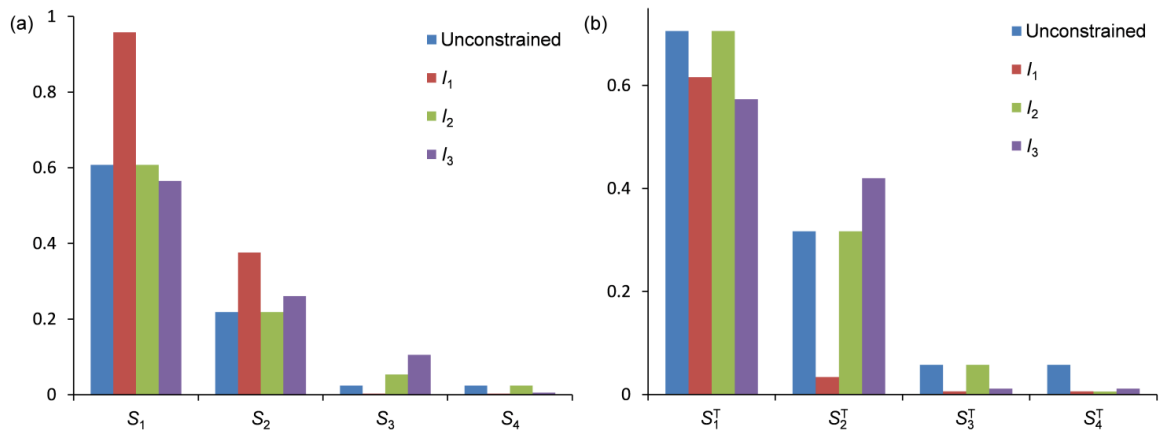 (a)
1
0.8
0.6
0.4
0.2
0
Unconstrained
I₁
I₂
I₃
S₁ S₂ S₃ S₄
(b)
0.6
0.4
0.2
0
Unconstrained
I₁
I₂
I₃
S₁ᵀ S₂ᵀ S₃ᵀ S₄ᵀ